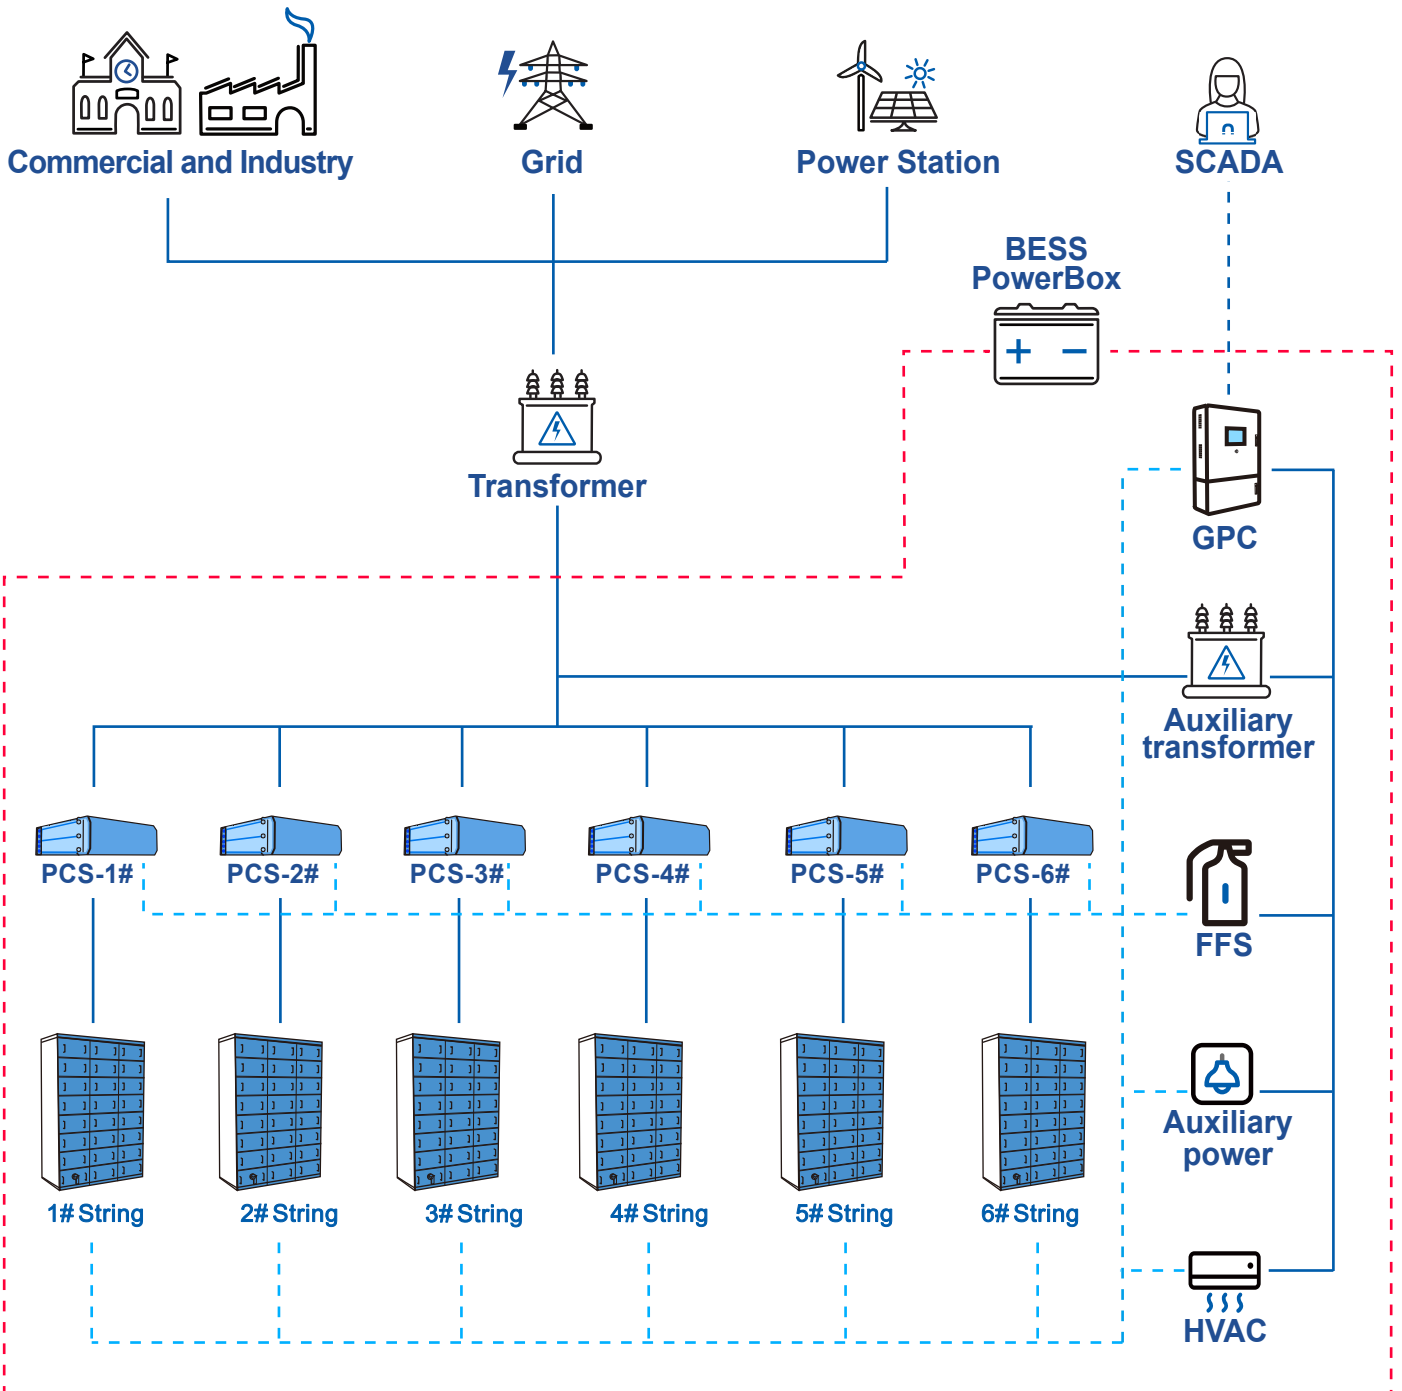 Commercial and Industry
Grid
Power Station
SCADA
BESS
PowerBox
Transformer
GPC
Auxiliary
transformer
PCS-1#
PCS-2#
PCS-3#
PCS-4#
PCS-5#
PCS-6#
FFS
Auxiliary
power
1# String
2# String
3# String
4# String
5# String
6# String
HVAC